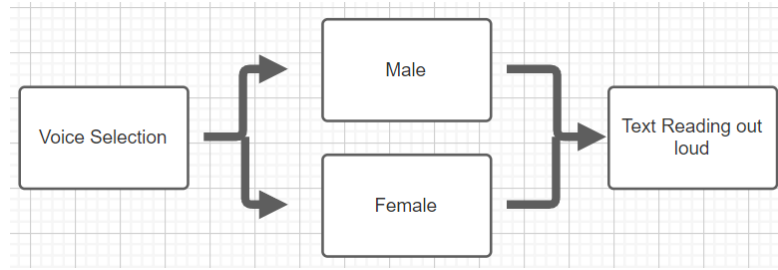 Voice Selection
Male
Female
Text Reading out
loud